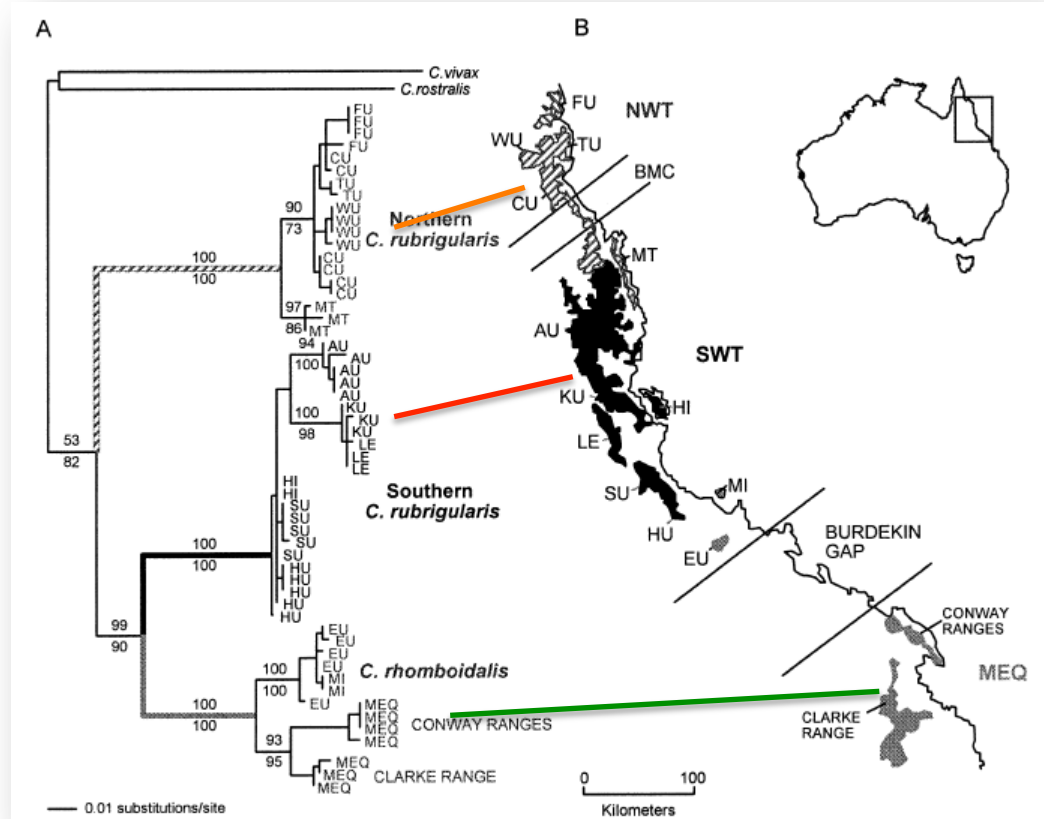 A
B
C.vivax
C.rostralis
FU
FU
FU
FU
CU
CU
TU
TU
WU
WU
WU
WU
CU
CU
CU
CU
90
73
Northern
C. rubrigularis
100
100
97
86
MT
MT
MT
94
100
AU
AU
AU
AU
AU
100
98
KU
KU
KU
LE
LE
LE
53
82
HI
HI
SU
SU
SU
SU
SU
HU
HU
HU
HU
HU
Southern
C. rubrigularis
100
100
99
90
EU
EU
EU
EU
MI
MI
EU
C. rhomboidalis
100
100
100
100
MEQ
MEQ
MEQ
MEQ
CONWAY RANGES
93
95
MEQ
MEQ
MEQ
CLARKE RANGE
0.01 substitutions/site
FU
NWT
WU
TU
BMC
CU
MT
AU
SWT
KU
HI
LE
SU
MI
HU
EU
BURDEKIN
GAP
CONWAY
RANGES
MEQ
CLARKE
RANGE
0
100
Kilometers